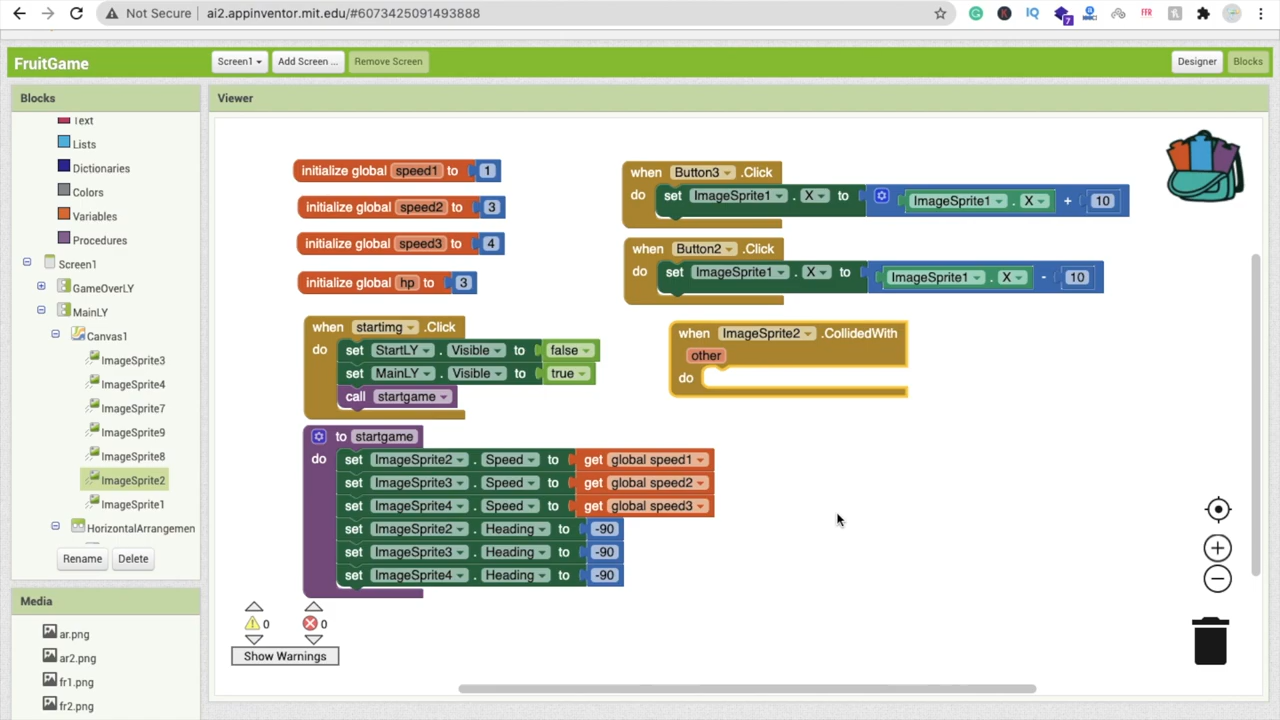 Not Secure ai2.appinventor.mit.edu/#6073425091493888
7
FFR
FruitGame Screen1 Add Screen ... Remove Screen Designer Blocks
Blocks
Viewer
Text
Lists
Dictionaries
Colors
Variables
Procedures
Screen1
GameOverLY
MainLY
Canvas1
ImageSprite3
ImageSprite4
ImageSprite7
ImageSprite9
ImageSprite8
ImageSprite2
ImageSprite1
HorizontalArrangemen
Rename Delete
Media
ar.png
ar2.png
fr1.png
fr2.png
initialize global speed1 to 1
initialize global speed2 to 3
initialize global speed3 to 4
initialize global hp to 3
when startimg .Click
do set StartLY . Visible to false
set MainLY . Visible to true
call startgame
to startgame
do set ImageSprite2 . Speed to get global speed1
set ImageSprite3 . Speed to get global speed2
set ImageSprite4 . Speed to get global speed3
set ImageSprite2 . Heading to -90
set ImageSprite3 . Heading to -90
set ImageSprite4 . Heading to -90
when Button3 .Click
do set ImageSprite1 . X to ImageSprite1 . X + 10
when Button2 .Click
do set ImageSprite1 . X to ImageSprite1 . X - 10
when ImageSprite2 .CollidedWith
other
do
0 0
Show Warnings